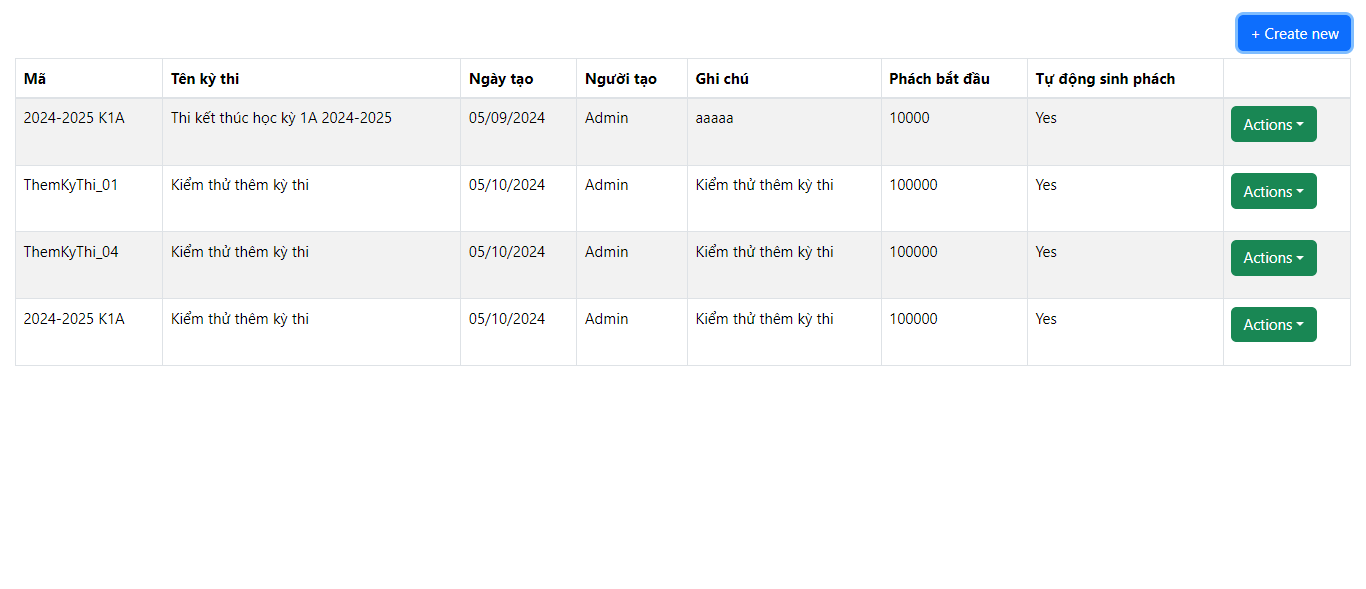 + Create new
Mã Tên kỳ thi Ngày tạo Người tạo Ghi chú Phách bắt đầu Tự động sinh phách
2024-2025 K1A Thi kết thúc học kỳ 1A 2024-2025 05/09/2024 Admin aaaaa 10000 Yes Actions
ThemKyThi_01 Kiểm thử thêm kỳ thi 05/10/2024 Admin Kiểm thử thêm kỳ thi 100000 Yes Actions
ThemKyThi_04 Kiểm thử thêm kỳ thi 05/10/2024 Admin Kiểm thử thêm kỳ thi 100000 Yes Actions
2024-2025 K1A Kiểm thử thêm kỳ thi 05/10/2024 Admin Kiểm thử thêm kỳ thi 100000 Yes Actions